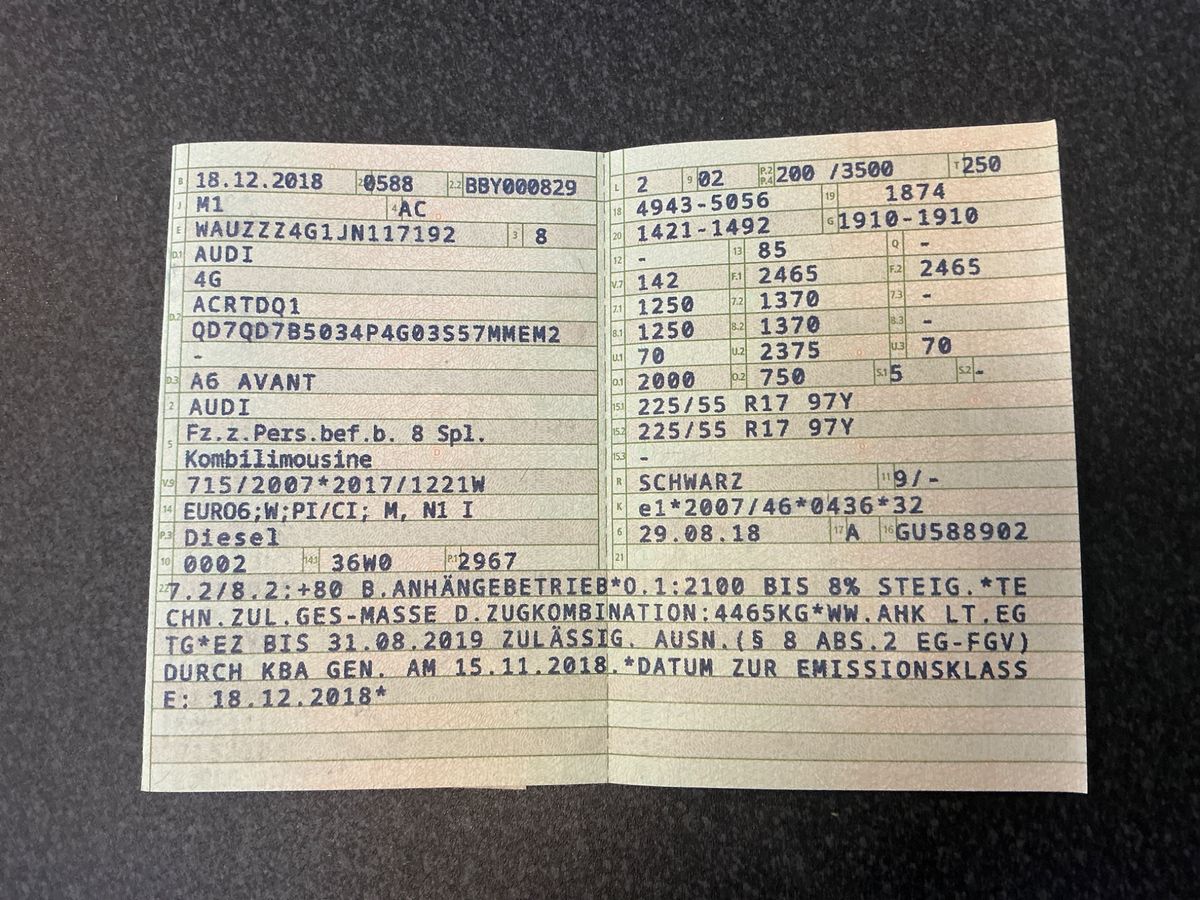 B 18.12.2018 2.1 0588 2.2 BBY000829
J M1 4 AC
E WAUZZZ4G1JN117192 3 8
D.1 AUDI
4G
D.2 ACRTDQ1
QD7QD7B5034P4G03S57MMEM2
-
D.3 A6 AVANT
2 AUDI
5 Fz.z.Pers.bef.b. 8 Spl.
Kombilimousine
V.9 715/2007*2017/1221W
14 EURO6;W;PI/CI; M, N1 I
P.3 Diesel
10 0002 14.1 36W0 P.1 2967
L 2 9 02 P.2 P.4 200 /3500 T 250
18 4943-5056 19 1874
20 1421-1492 G 1910-1910
12 - 13 85 Q -
V.7 142 F.1 2465 F.2 2465
7.1 1250 7.2 1370 7.3 -
8.1 1250 8.2 1370 8.3 -
U.1 70 U.2 2375 U.3 70
O.1 2000 O.2 750 S.1 5 S.2 -
15.1 225/55 R17 97Y
15.2 225/55 R17 97Y
15.3 -
R SCHWARZ 11 9/-
K e1*2007/46*0436*32
6 29.08.18 17 A 16 GU588902
21
22 7.2/8.2:+80 B.ANHÄNGEBETRIEB*O.1:2100 BIS 8% STEIG.*TE
CHN.ZUL.GES-MASSE D.ZUGKOMBINATION:4465KG*WW.AHK LT.EG
TG*EZ BIS 31.08.2019 ZULÄSSIG. AUSN.(§ 8 ABS.2 EG-FGV)
DURCH KBA GEN. AM 15.11.2018.*DATUM ZUR EMISSIONSKLASS
E: 18.12.2018*